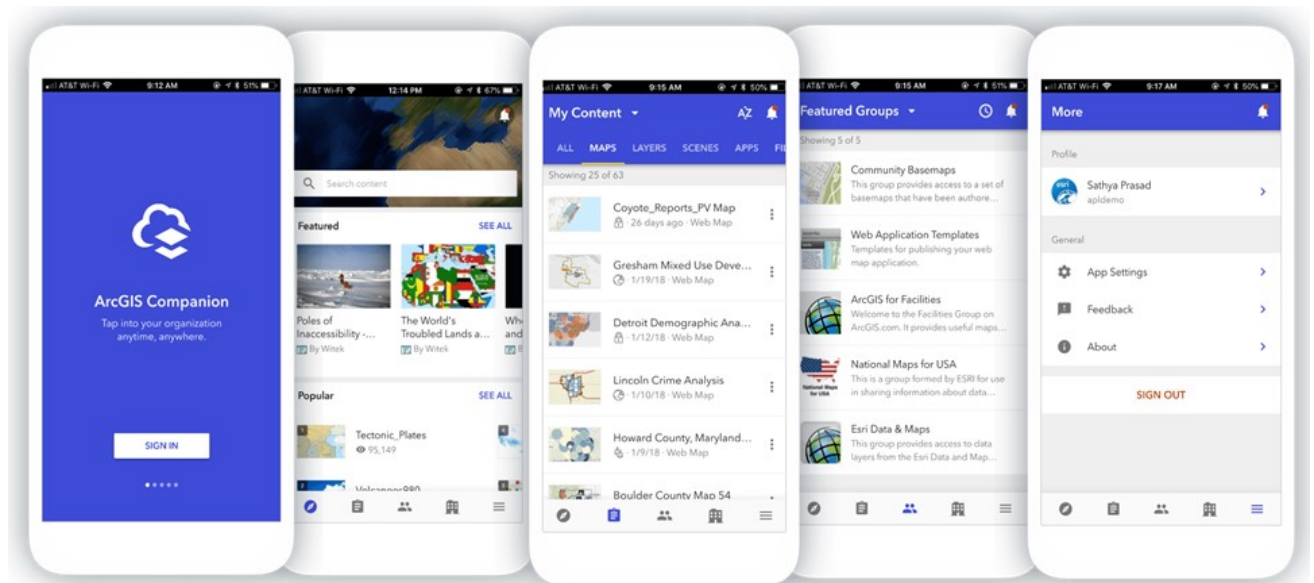 AT&T Wi-Fi 9:12 AM 51%
ArcGIS Companion
Tap into your organization
anytime, anywhere.
SIGN IN
AT&T Wi-Fi 12:14 PM 67%
Search content
Featured SEE ALL
Poles of
Inaccessibility -...
By Witek
The World's
Troubled Lands a...
By Witek
Popular SEE ALL
1
Tectonic_Plates
95,149
2
AT&T Wi-Fi 9:15 AM 50%
My Content
AZ
ALL MAPS LAYERS SCENES APPS FIL
Showing 25 of 63
Coyote_Reports_PV Map
26 days ago · Web Map
Gresham Mixed Use Deve...
1/19/18 · Web Map
Detroit Demographic Ana...
1/12/18 · Web Map
Lincoln Crime Analysis
1/10/18 · Web Map
Howard County, Maryland...
1/9/18 · Web Map
Boulder County Map 54
AT&T Wi-Fi 9:15 AM 51%
Featured Groups
Showing 5 of 5
Community Basemaps
This group provides access to a set of
basemaps that have been authore...
Web Application Templates
Templates for publishing your web
map application.
ArcGIS for Facilities
Welcome to the Facilities Group on
ArcGIS.com. It provides useful maps...
National Maps
for USA
National Maps for USA
This is a group formed by ESRI for use
in sharing information about data...
Esri Data & Maps
This group provides access to data
layers from the Esri Data and Map...
AT&T Wi-Fi 9:17 AM 50%
More
Profile
esri
Sathya Prasad
apldemo
General
App Settings
Feedback
About
SIGN OUT